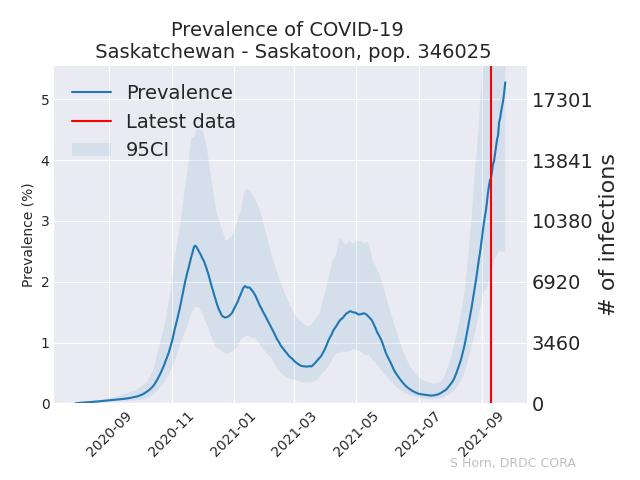 Prevalence of COVID-19
Saskatchewan - Saskatoon, pop. 346025
Prevalence
Latest data
95CI
Prevalence (%)
5
4
3
2
1
0
17301
13841
10380
6920
3460
0
# of infections
2020-09
2020-11
2021-01
2021-03
2021-05
2021-07
2021-09
S Horn, DRDC CORA